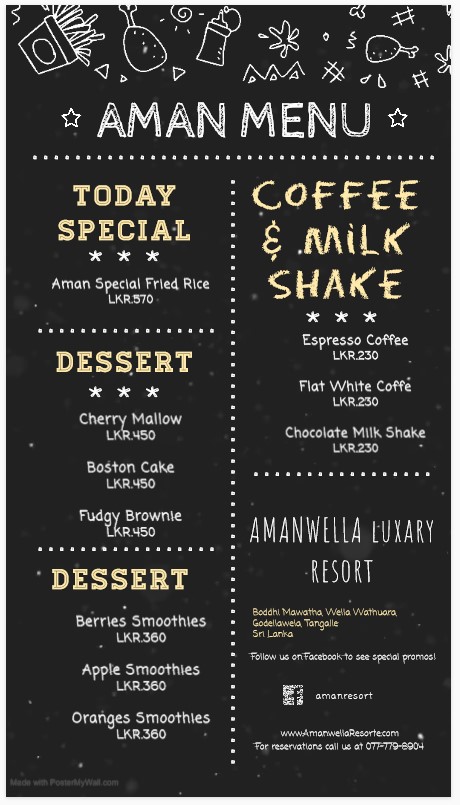 AMAN MENU
TODAY
SPECIAL
* * *
Aman Special Fried Rice
LKR.570
DESSERT
* * *
Cherry Mallow
LKR.450
Boston Cake
LKR.450
Fudgy Brownie
LKR.450
DESSERT
Berries Smoothies
LKR.360
Apple Smoothies
LKR.360
Oranges Smoothies
LKR.360
COFFEE
& MiLK
SHAKE
* * *
Espresso Coffee
LKR.230
Flat White Coffe
LKR.230
Chocolate Milk Shake
LKR.230
AMANWELLA LUXARY
RESORT
Boddhi Mawatha, Wella Wathuara,
Godellawela, Tangalle
Sri Lanka
Follow us on Facebook to see special promos!
amanresort
www.AmanwellaResorte.com
For reservations call us at 077-779-8904
Made with PosterMyWall.com